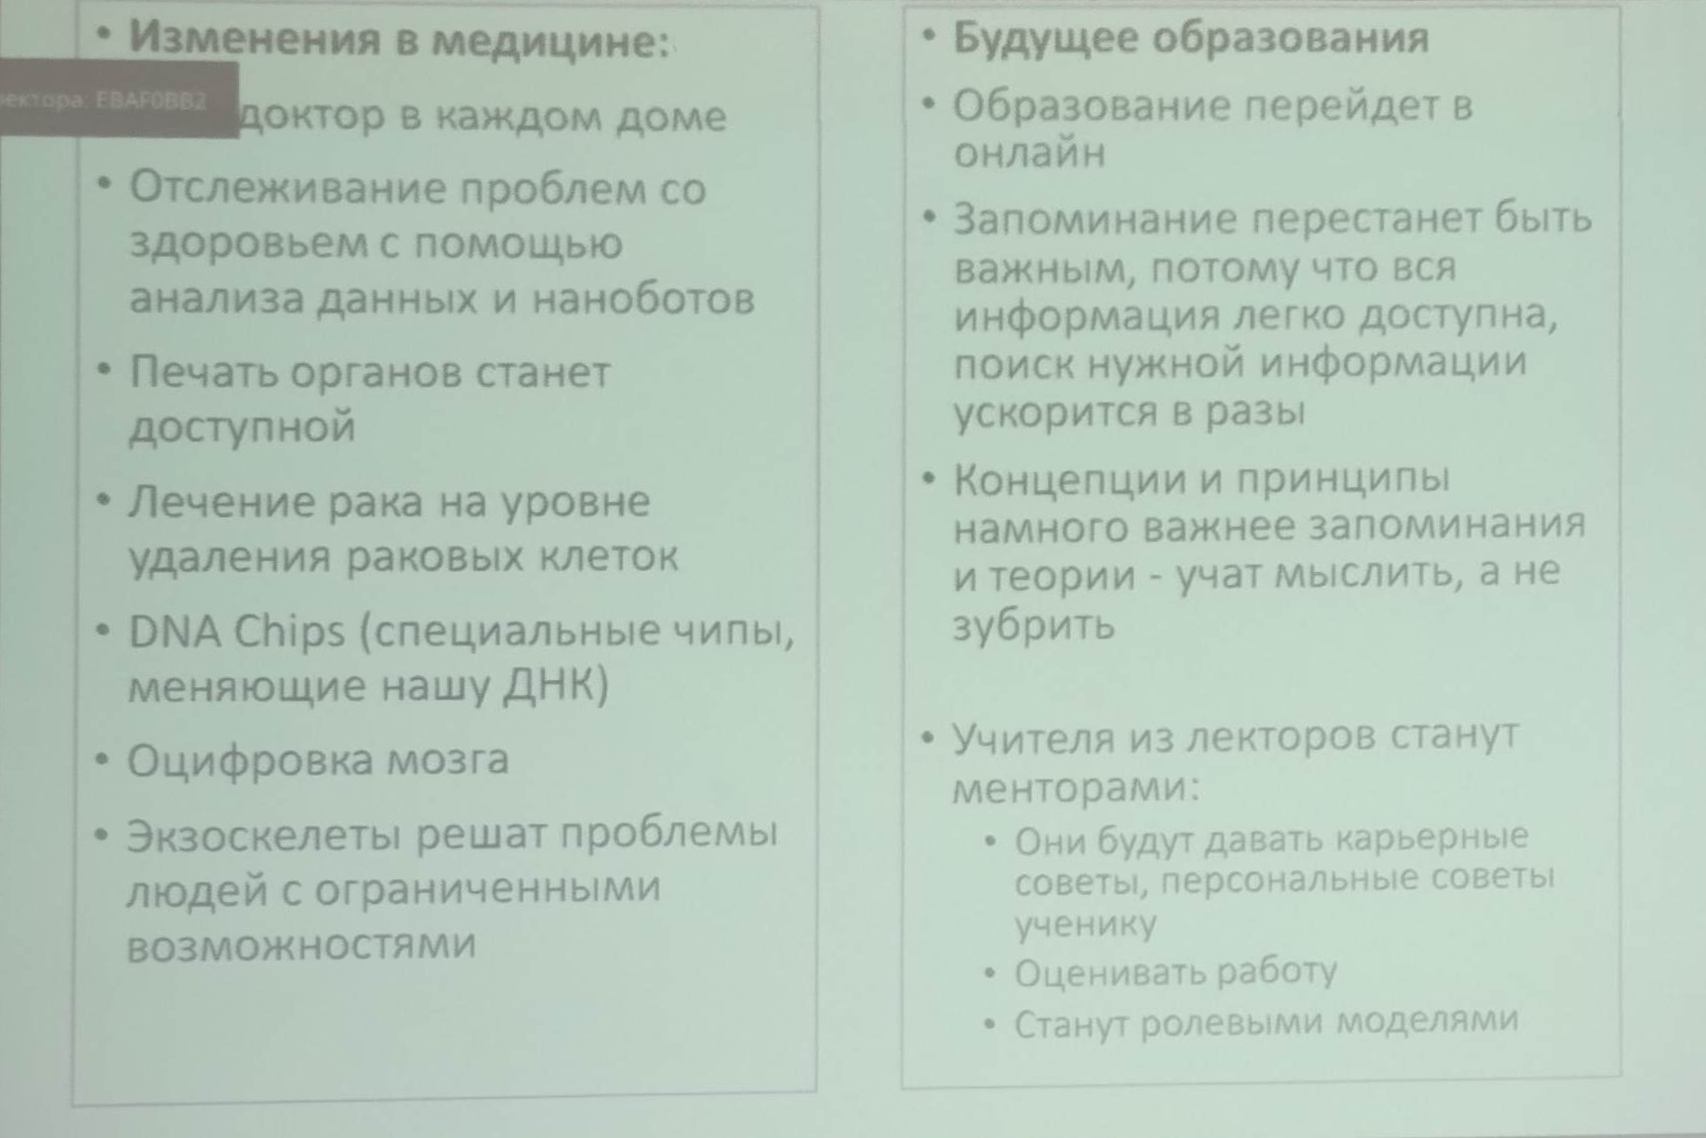 • Изменения в медицине:
ектора: EBAF0BB2
доктор в каждом доме
• Отслеживание проблем со
здоровьем с помощью
анализа данных и наноботов
• Печать органов станет
доступной
• Лечение рака на уровне
удаления раковых клеток
• DNA Chips (специальные чипы,
меняющие нашу ДНК)
• Оцифровка мозга
• Экзоскелеты решат проблемы
людей с ограниченными
возможностями
• Будущее образования
• Образование перейдет в
онлайн
• Запоминание перестанет быть
важным, потому что вся
информация легко доступна,
поиск нужной информации
ускорится в разы
• Концепции и принципы
намного важнее запоминания
и теории - учат мыслить, а не
зубрить
• Учителя из лекторов станут
менторами:
• Они будут давать карьерные
советы, персональные советы
ученику
• Оценивать работу
• Станут ролевыми моделями